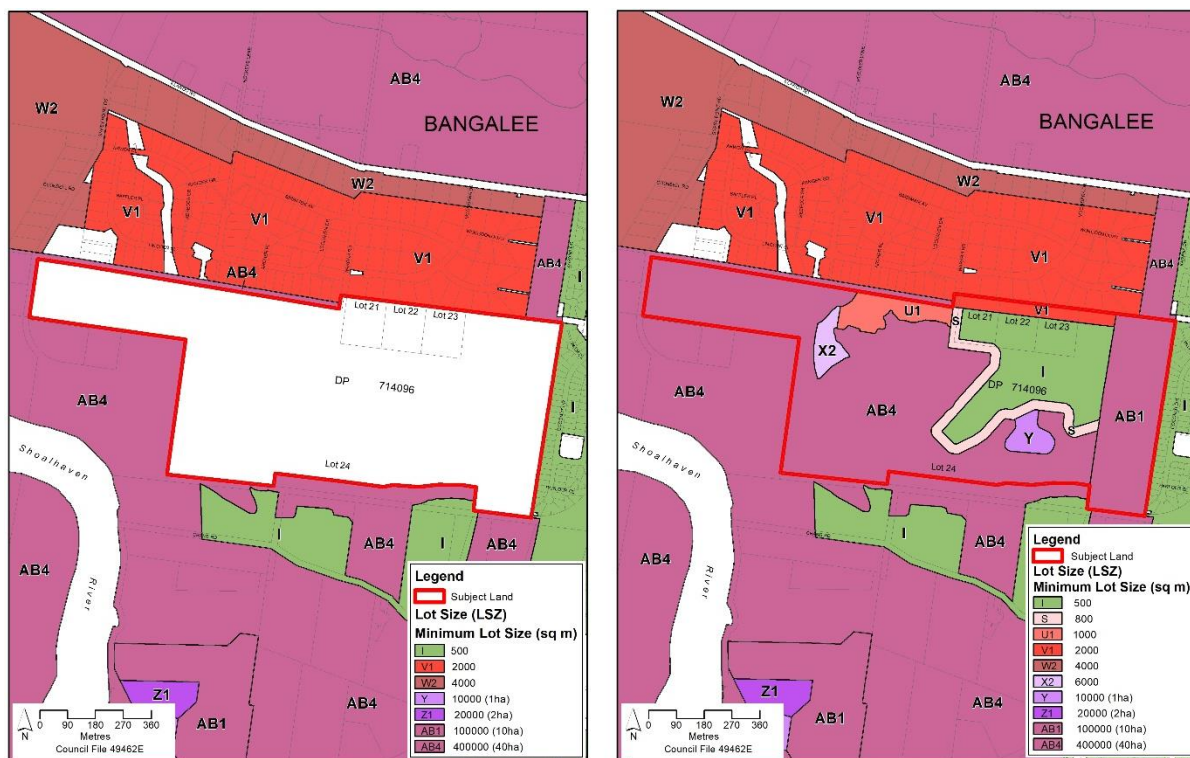 AB4
BANGALEE
W2
W2
V1
V1
V1
AB4
AB4
I
Lot 21
Lot 22
Lot 23
DP 714096
I
AB4
Lot 24
Shoalhaven
River
I
AB4
AB4
AB4
Z1
AB1
AB4
Legend
Subject Land
Lot Size (LSZ)
Minimum Lot Size (sq m)
I 500
V1 2000
W2 4000
Y 10000 (1ha)
Z1 20000 (2ha)
AB1 100000 (10ha)
AB4 400000 (40ha)
N
0 90 180 270 360
Metres
Council File 49462E
AB4
BANGALEE
W2
W2
V1
V1
V1
V1
AB4
I
U1
S
Lot 21
Lot 22
Lot 23
X2
I
DP 714096
AB4
AB4
AB1
I
S
Y
Lot 24
Shoalhaven
River
I
AB4
AB4
AB4
Z1
AB1
AB4
Legend
Subject Land
Lot Size (LSZ)
Minimum Lot Size (sq m)
I 500
S 800
U1 1000
V1 2000
W2 4000
X2 6000
Y 10000 (1ha)
Z1 20000 (2ha)
AB1 100000 (10ha)
AB4 400000 (40ha)
N
0 90 180 270 360
Metres
Council File 49462E